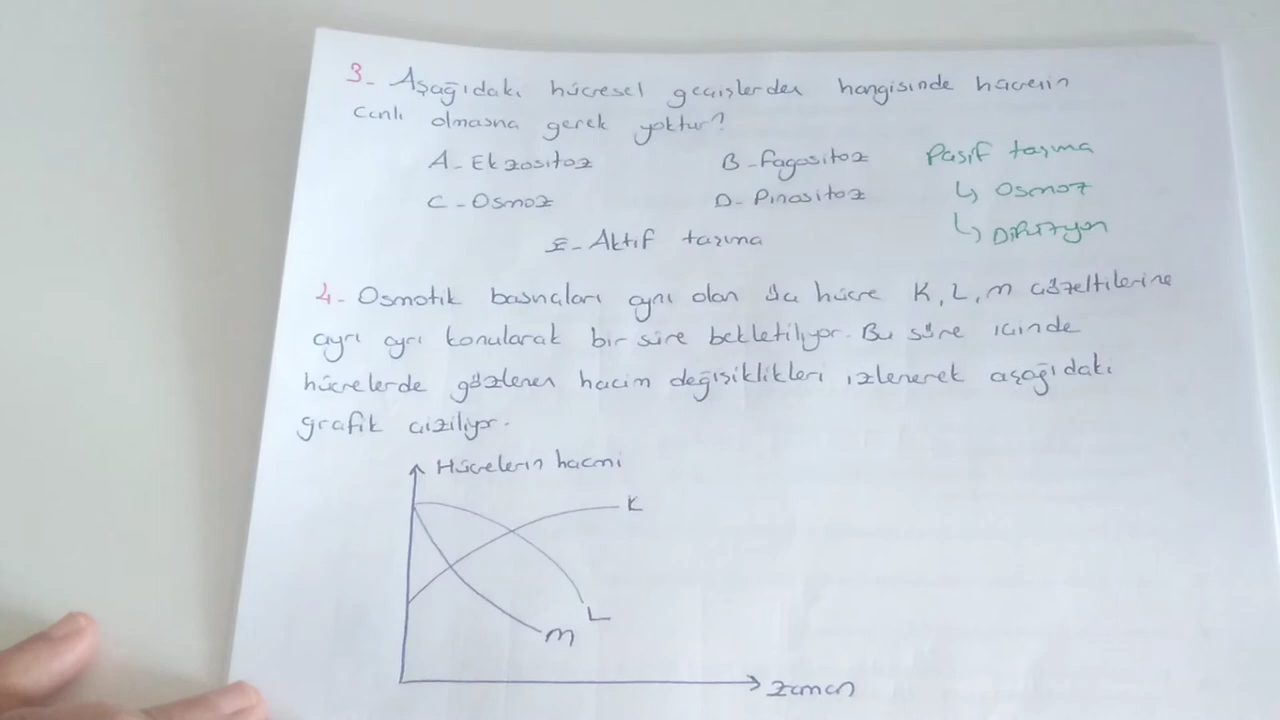 3- Aşağıdaki hücresel geçişlerden hangisinde hücrenin
canlı olmasına gerek yoktur?
A- Ekzositoz B- Fagositoz
C- Osmoz D- Pinositoz
E- Aktif taşıma
Pasif taşıma
↳ Osmoz
↳ Difüzyon
4- Osmotik basınçları aynı olan üç hücre K, L, M çözeltilerine
ayrı ayrı konularak bir süre bekletiliyor. Bu süre içinde
hücrelerde gözlenen hacim değişiklikleri izlenerek aşağıdaki
grafik çiziliyor.
Hücrelerin hacmi
K
L
M
zaman